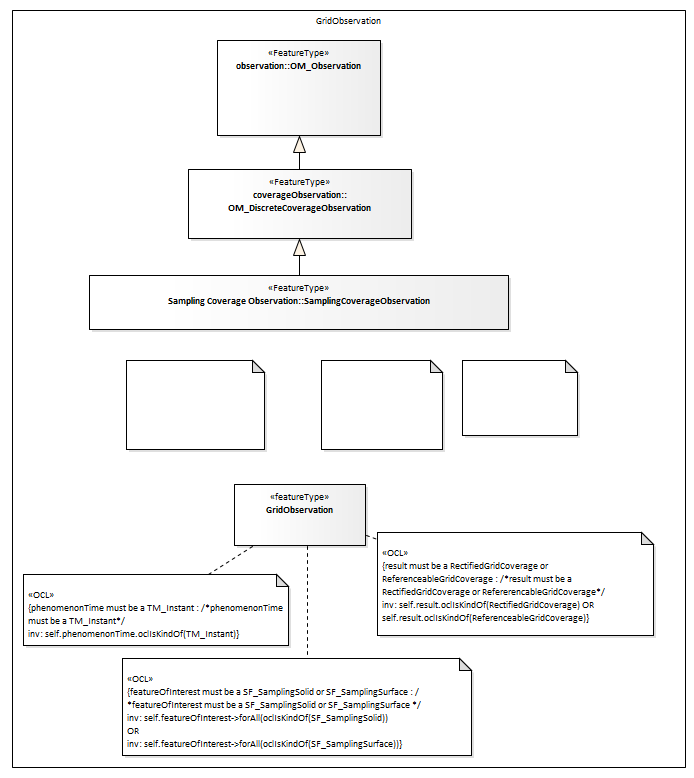 GridObservation
«FeatureType»
observation::OM_Observation
«FeatureType»
coverageObservation::
OM_DiscreteCoverageObservation
«FeatureType»
Sampling Coverage Observation::SamplingCoverageObservation
«featureType»
GridObservation
«OCL»
{result must be a RectifiedGridCoverage or
ReferenceableGridCoverage : /*result must be a
RectifiedGridCoverage or RefererencableGridCoverage*/
inv: self.result.oclIsKindOf(RectifiedGridCoverage) OR
self.result.oclIsKindOf(ReferenceableGridCoverage)}
«OCL»
{phenomenonTime must be a TM_Instant : /*phenomenonTime
must be a TM_Instant*/
inv: self.phenomenonTime.oclIsKindOf(TM_Instant)}
«OCL»
{featureOfInterest must be a SF_SamplingSolid or SF_SamplingSurface : /
*featureOfInterest must be a SF_SamplingSolid or SF_SamplingSurface */
inv: self.featureOfInterest->forAll(oclIsKindOf(SF_SamplingSolid))
OR
inv: self.featureOfInterest->forAll(oclIsKindOf(SF_SamplingSurface))}